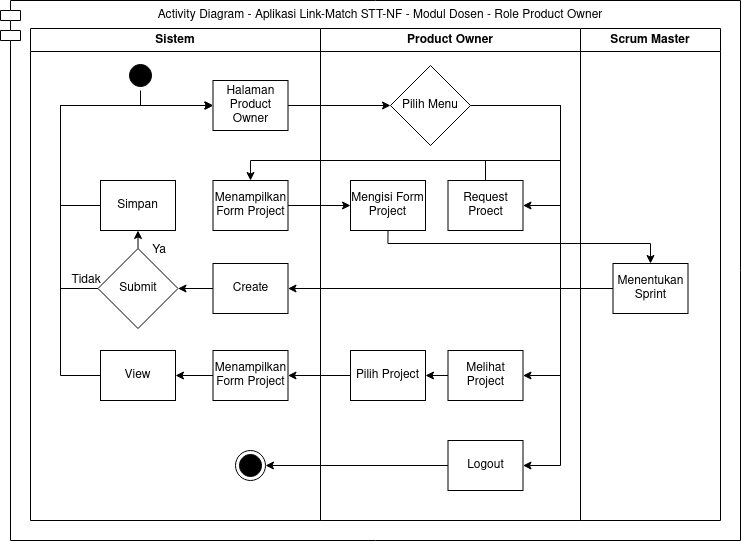 Activity Diagram - Aplikasi Link-Match STT-NF - Modul Dosen - Role Product Owner
Sistem
Product Owner
Scrum Master
Halaman
Product
Owner
Pilih Menu
Simpan
Menampilkan
Form Project
Mengisi Form
Project
Request
Proect
Ya
Tidak
Submit
Create
Menentukan
Sprint
View
Menampilkan
Form Project
Pilih Project
Melihat
Project
Logout